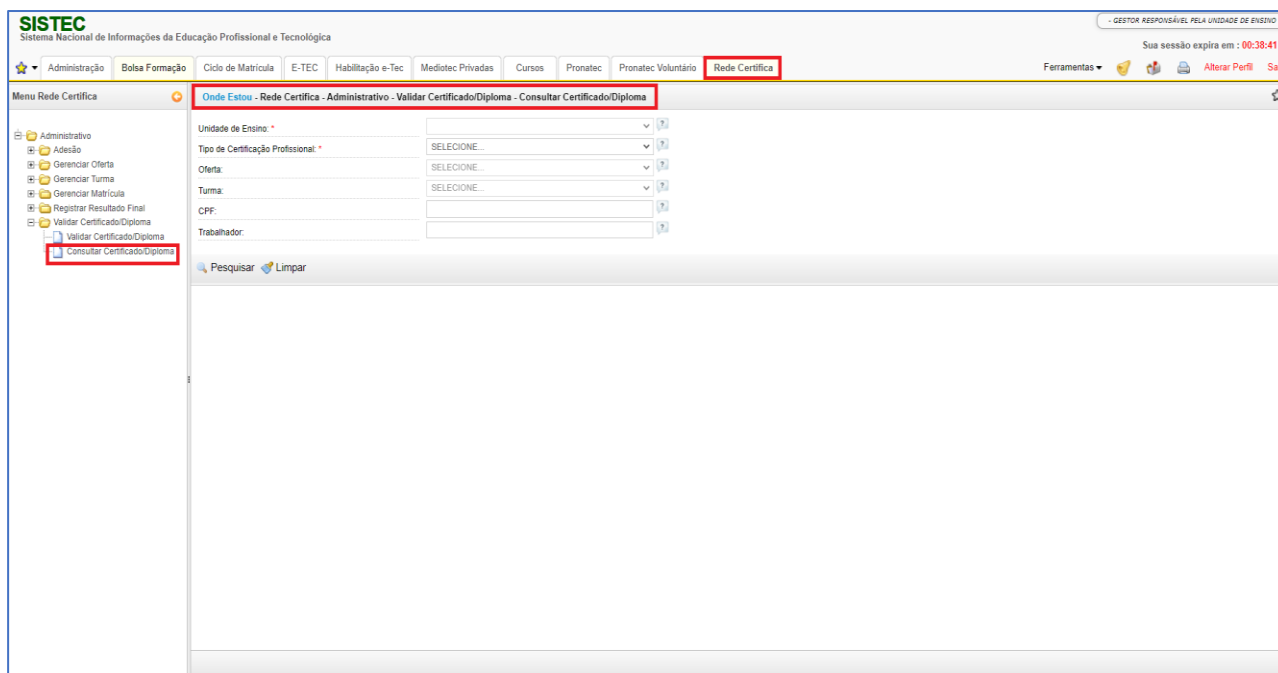 SISTEC
Sistema Nacional de Informações da Educação Profissional e Tecnológica
- GESTOR RESPONSÁVEL PELA UNIDADE DE ENSINO
Sua sessão expira em : 00:38:41
Administração Bolsa Formação Ciclo de Matrícula E-TEC Habilitação e-Tec Mediotec Privadas Cursos Pronatec Pronatec Voluntário Rede Certifica Ferramentas Alterar Perfil Sa
Menu Rede Certifica
Onde Estou - Rede Certifica - Administrativo - Validar Certificado/Diploma - Consultar Certificado/Diploma
Administrativo
Adesão
Gerenciar Oferta
Gerenciar Turma
Gerenciar Matrícula
Registrar Resultado Final
Validar Certificado/Diploma
Validar Certificado/Diploma
Consultar Certificado/Diploma
Unidade de Ensino: *
Tipo de Certificação Profissional: * SELECIONE...
Oferta: SELECIONE...
Turma: SELECIONE...
CPF:
Trabalhador:
Pesquisar Limpar